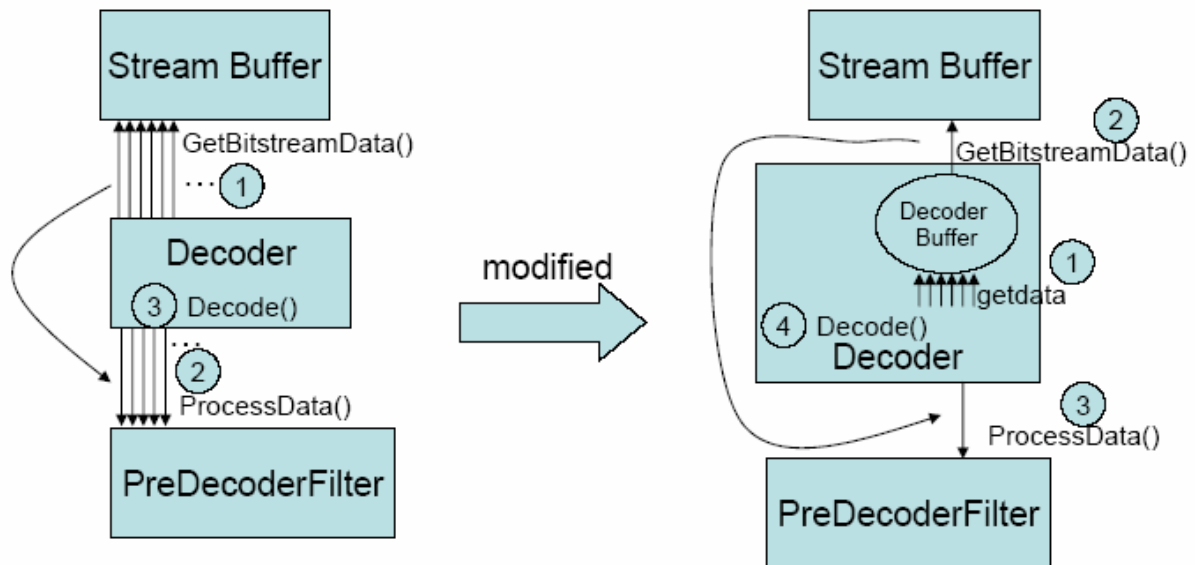 Stream Buffer
GetBitstreamData()
... 1
Decoder
3 Decode()
...
2
ProcessData()
PreDecoderFilter
modified
Stream Buffer
2
GetBitstreamData()
Decoder
Buffer
1
getdata
4 Decode()
Decoder
3
ProcessData()
PreDecoderFilter